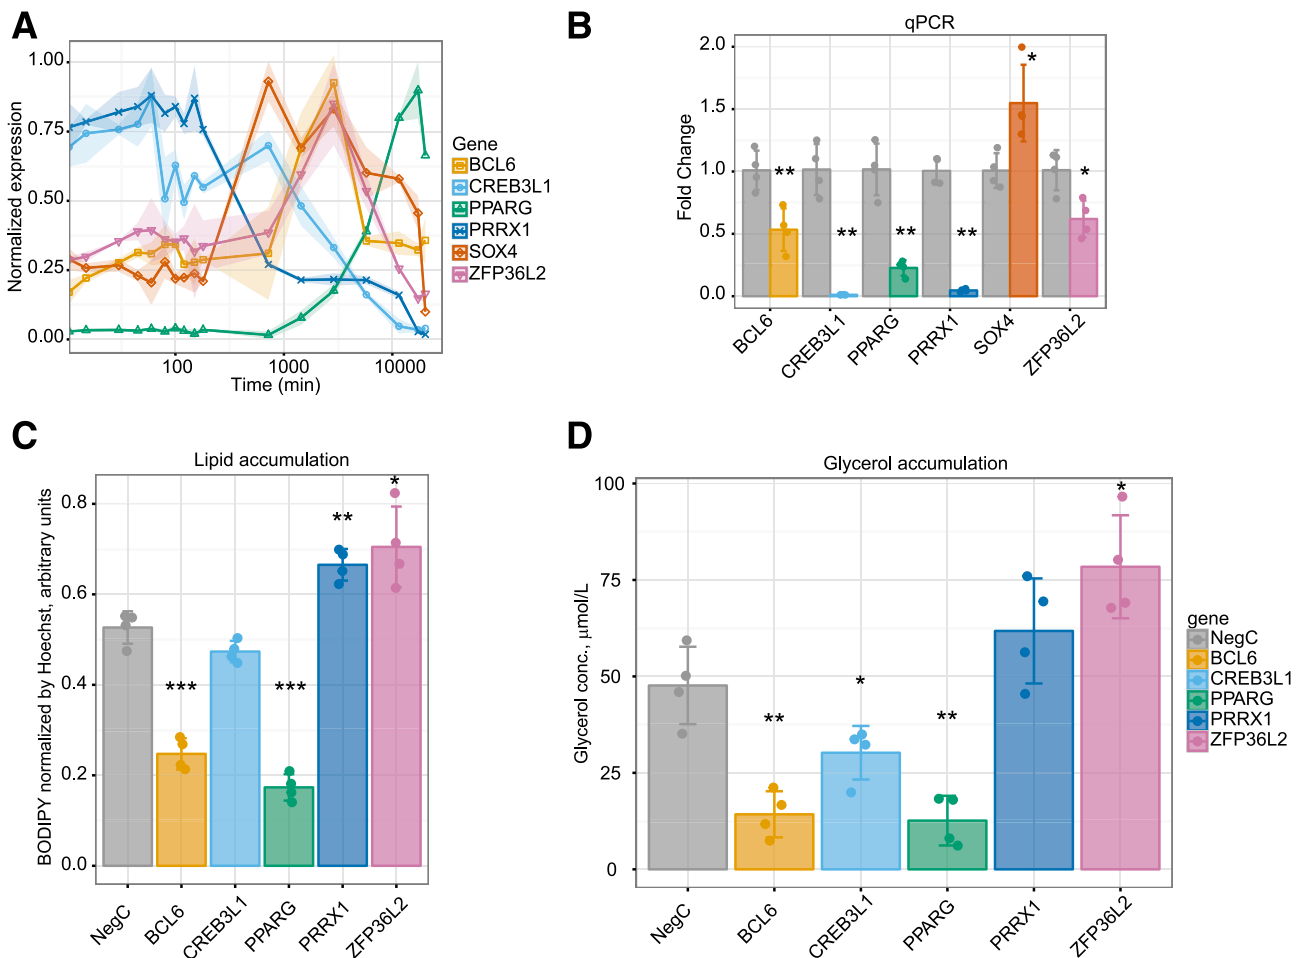 A
1.00
0.75
0.50
0.25
0.00
Normalized expression
100
1000
10000
Time (min)
Gene
BCL6
CREB3L1
PPARG
PRRX1
SOX4
ZFP36L2
B
qPCR
2.0
1.5
1.0
0.5
0.0
Fold Change
**
**
**
**
*
*
BCL6
CREB3L1
PPARG
PRRX1
SOX4
ZFP36L2
C
Lipid accumulation
0.8
0.6
0.4
0.2
0.0
BODIPY normalized by Hoechst, arbitrary units
***
***
**
*
NegC
BCL6
CREB3L1
PPARG
PRRX1
ZFP36L2
D
Glycerol accumulation
100
75
50
25
0
Glycerol conc., μmol/L
**
*
**
*
NegC
BCL6
CREB3L1
PPARG
PRRX1
ZFP36L2
gene
NegC
BCL6
CREB3L1
PPARG
PRRX1
ZFP36L2